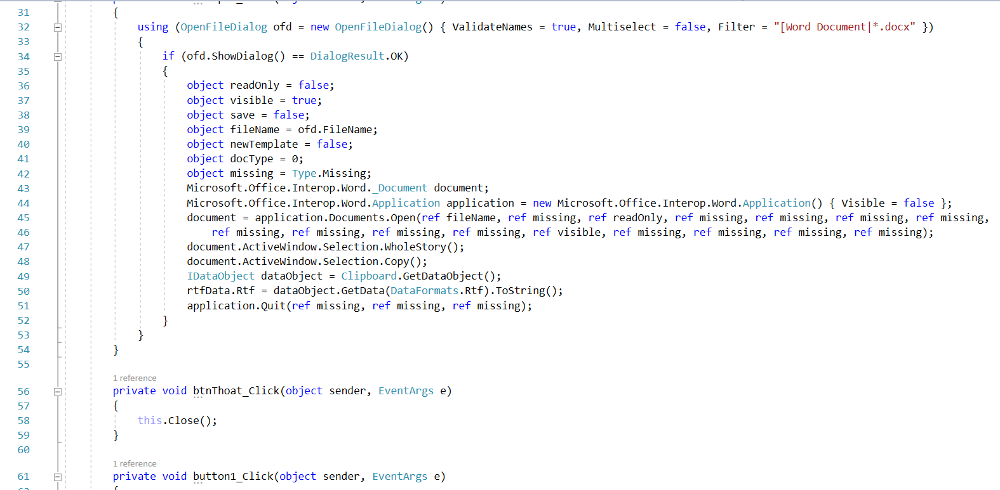 31 {
32 using (OpenFileDialog ofd = new OpenFileDialog() { ValidateNames = true, Multiselect = false, Filter = "[Word Document|*.docx" })
33 {
34 if (ofd.ShowDialog() == DialogResult.OK)
35 {
36 object readOnly = false;
37 object visible = true;
38 object save = false;
39 object fileName = ofd.FileName;
40 object newTemplate = false;
41 object docType = 0;
42 object missing = Type.Missing;
43 Microsoft.Office.Interop.Word._Document document;
44 Microsoft.Office.Interop.Word.Application application = new Microsoft.Office.Interop.Word.Application() { Visible = false };
45 document = application.Documents.Open(ref fileName, ref missing, ref readOnly, ref missing, ref missing, ref missing, ref missing,
46 ref missing, ref missing, ref missing, ref missing, ref visible, ref missing, ref missing, ref missing, ref missing);
47 document.ActiveWindow.Selection.WholeStory();
48 document.ActiveWindow.Selection.Copy();
49 IDataObject dataObject = Clipboard.GetDataObject();
50 rtfData.Rtf = dataObject.GetData(DataFormats.Rtf).ToString();
51 application.Quit(ref missing, ref missing, ref missing);
52 }
53 }
54 }
55
1 reference
56 private void btnThoat_Click(object sender, EventArgs e)
57 {
58 this.Close();
59 }
60
1 reference
61 private void button1_Click(object sender, EventArgs e)